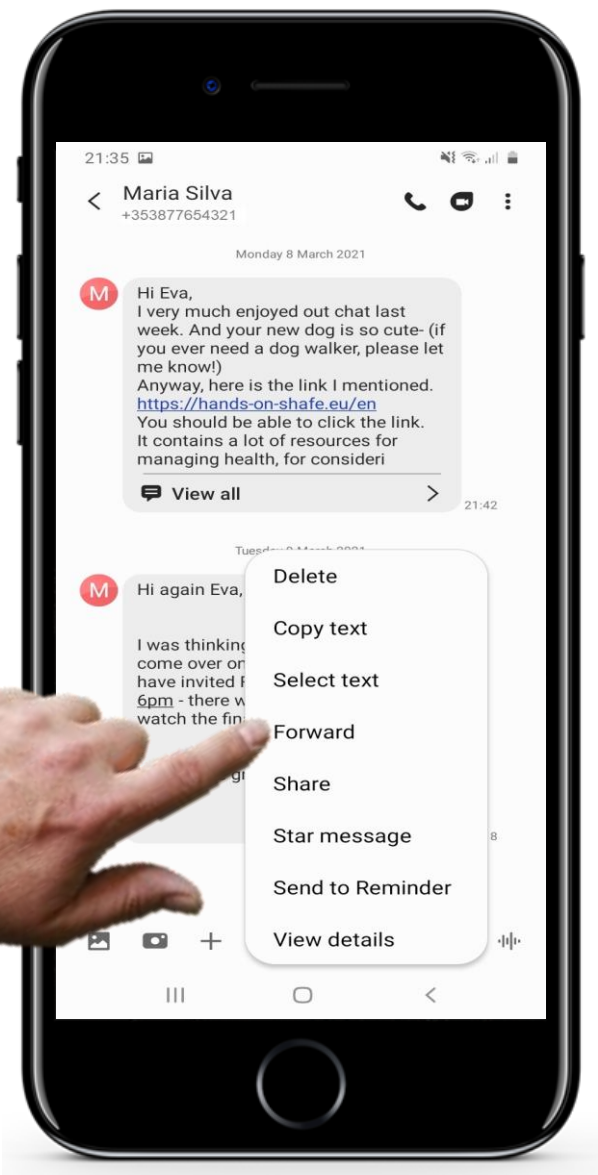 21:35
Maria Silva
+353877654321
Monday 8 March 2021
M
Hi Eva,
I very much enjoyed out chat last
week. And your new dog is so cute- (if
you ever need a dog walker, please let
me know!)
Anyway, here is the link I mentioned.
https://hands-on-shafe.eu/en
You should be able to click the link.
It contains a lot of resources for
managing health, for consideri
View all
21:42
M
Hi again Eva,
I was thinking
come over on
have invited
6pm - there w
watch the fin
Delete
Copy text
Select text
Forward
Share
Star message
Send to Reminder
View details
8